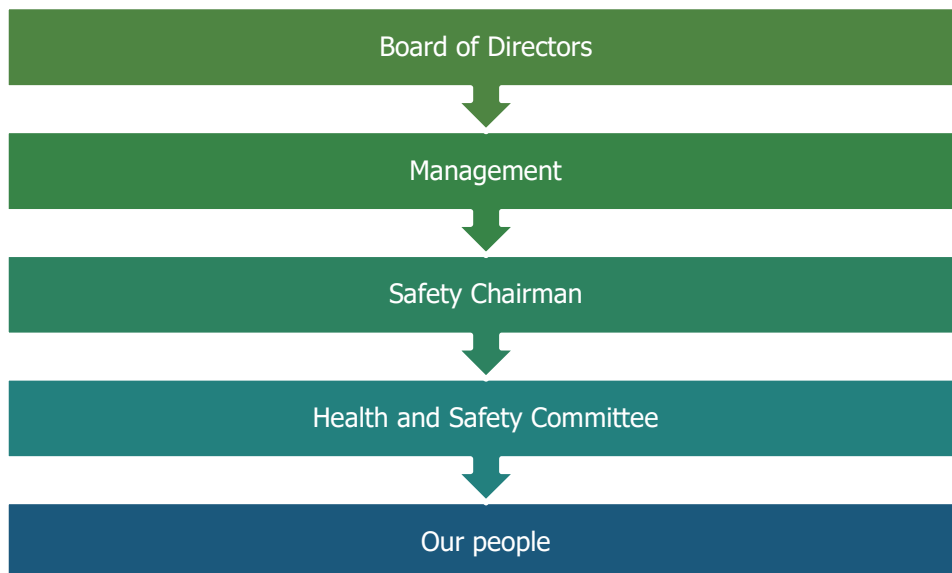 Board of Directors
Management
Safety Chairman
Health and Safety Committee
Our people